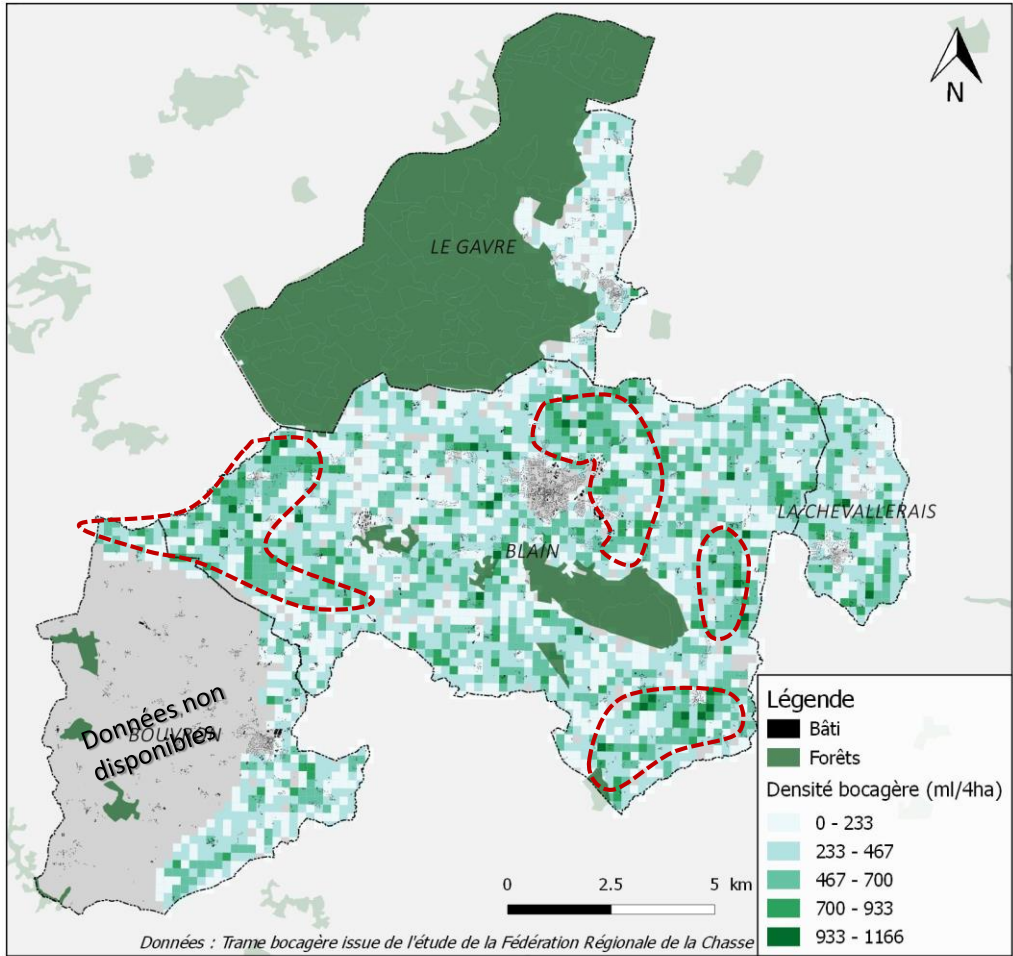 N
LE GAVRE
LA CHEVALLERAIS
BLAIN
Données non
disponibles
BOUVRON
Légende
Bâti
Forêts
Densité bocagère (ml/4ha)
0 - 233
233 - 467
467 - 700
700 - 933
933 - 1166
0 2.5 5 km
Données : Trame bocagère issue de l'étude de la Fédération Régionale de la Chasse